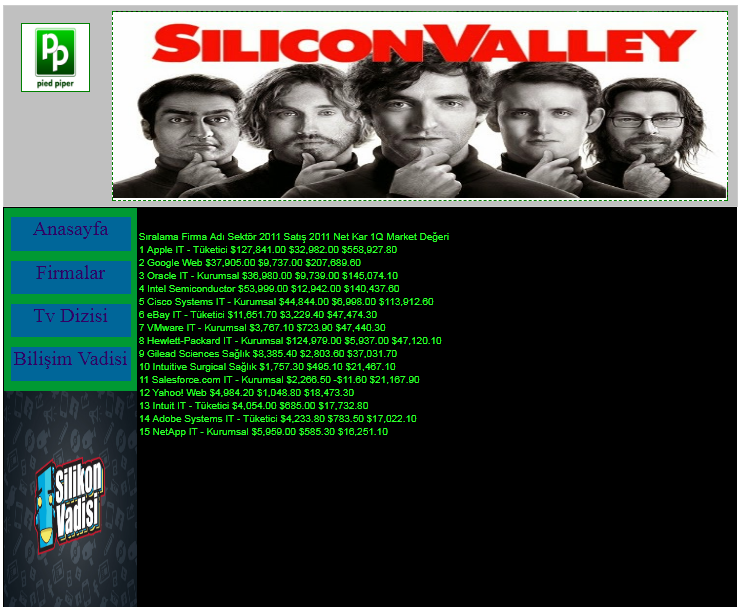 pied piper
SILICON VALLEY
Anasayfa
Firmalar
Tv Dizisi
Bilişim Vadisi
Silikon
Vadisi
Sıralama Firma Adı Sektör 2011 Satış 2011 Net Kar 1Q Market Değeri
1 Apple IT - Tüketici $127,841.00 $32,982.00 $558,927.80
2 Google Web $37,905.00 $9,737.00 $207,689.60
3 Oracle IT - Kurumsal $36,980.00 $9,739.00 $145,074.10
4 Intel Semiconductor $53,999.00 $12,942.00 $140,437.60
5 Cisco Systems IT - Kurumsal $44,844.00 $6,998.00 $113,912.60
6 eBay IT - Tüketici $11,651.70 $3,229.40 $47,474.30
7 VMware IT - Kurumsal $3,767.10 $723.90 $47,440.30
8 Hewlett-Packard IT - Kurumsal $124,979.00 $5,937.00 $47,120.10
9 Gilead Sciences Sağlık $8,385.40 $2,803.60 $37,031.70
10 Intuitive Surgical Sağlık $1,757.30 $495.10 $21,467.10
11 Salesforce.com IT - Kurumsal $2,266.50 -$11.60 $21,167.90
12 Yahoo! Web $4,984.20 $1,048.80 $18,473.30
13 Intuit IT - Tüketici $4,054.00 $685.00 $17,732.80
14 Adobe Systems IT - Tüketici $4,233.80 $783.50 $17,022.10
15 NetApp IT - Kurumsal $5,959.00 $585.30 $16,251.10